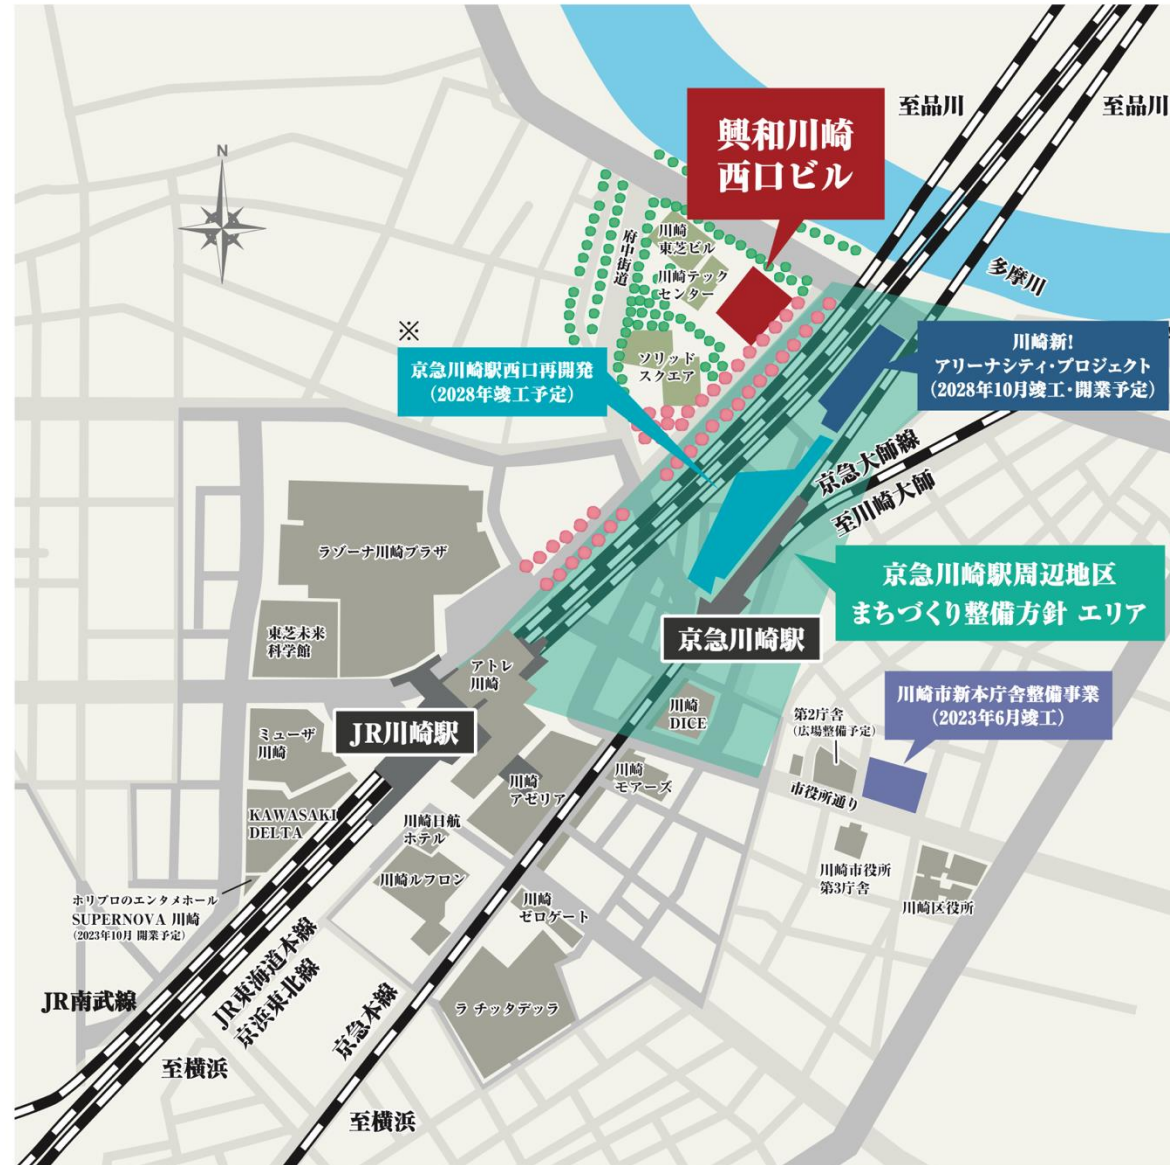 至品川
至品川
興和川崎
西口ビル
N
川崎
東芝ビル
府中街道
川崎テック
センター
多摩川
※
ソリッド
スクエア
京急川崎駅西口再開発
(2028年竣工予定)
川崎新!
アリーナシティ・プロジェクト
(2028年10月竣工・開業予定)
京急大師線
至川崎大師
ラゾーナ川崎プラザ
京急川崎駅周辺地区
まちづくり整備方針 エリア
東芝未来
科学館
京急川崎駅
アトレ
川崎
川崎
DICE
川崎市新本庁舎整備事業
(2023年6月竣工)
第2庁舎
(広場整備予定)
JR川崎駅
ミューザ
川崎
川崎
アゼリア
川崎
モアーズ
市役所通り
KAWASAKI
DELTA
川崎日航
ホテル
川崎市役所
第3庁舎
川崎ルフロン
川崎区役所
ホリプロのエンタメホール
SUPERNOVA 川崎
(2023年10月 開業予定)
川崎
ゼロゲート
JR南武線
JR東海道本線
京浜東北線
京急本線
ラ チッタデッラ
至横浜
至横浜